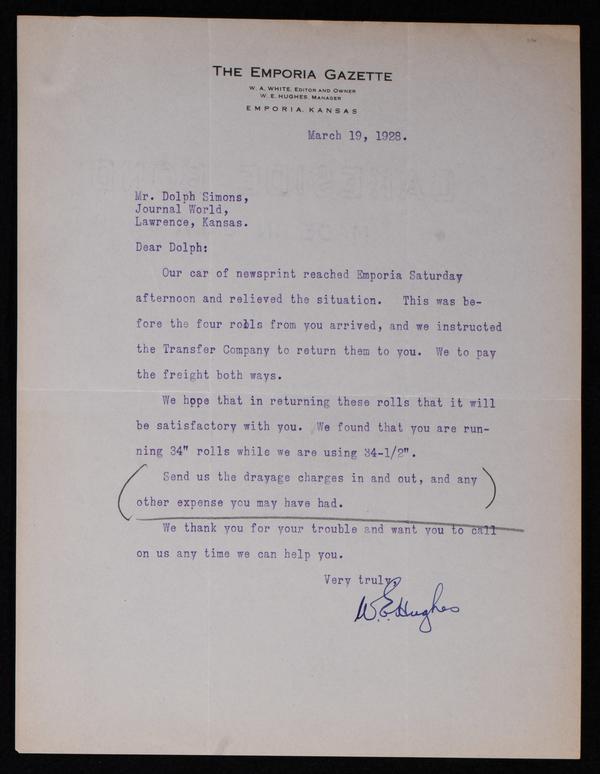 THE EMPORIA GAZETTE
W. A. WHITE, EDITOR AND OWNER
W. E. HUGHES, MANAGER
EMPORIA, KANSAS
March 19, 1928.
Mr. Dolph Simons,
Journal World,
Lawrence, Kansas.
Dear Dolph:
Our car of newsprint reached Emporia Saturday
afternoon and relieved the situation. This was be-
fore the four rolls from you arrived, and we instructed
the Transfer Company to return them to you. We to pay
the freight both ways.
We hope that in returning these rolls that it will
be satisfactory with you. We found that you are run-
ning 34" rolls while we are using 34-1/2".
(Send us the drayage charges in and out, and any
other expense you may have had.)
We thank you for your trouble and want you to call
on us any time we can help you.
Very truly,
W. E. Hughes